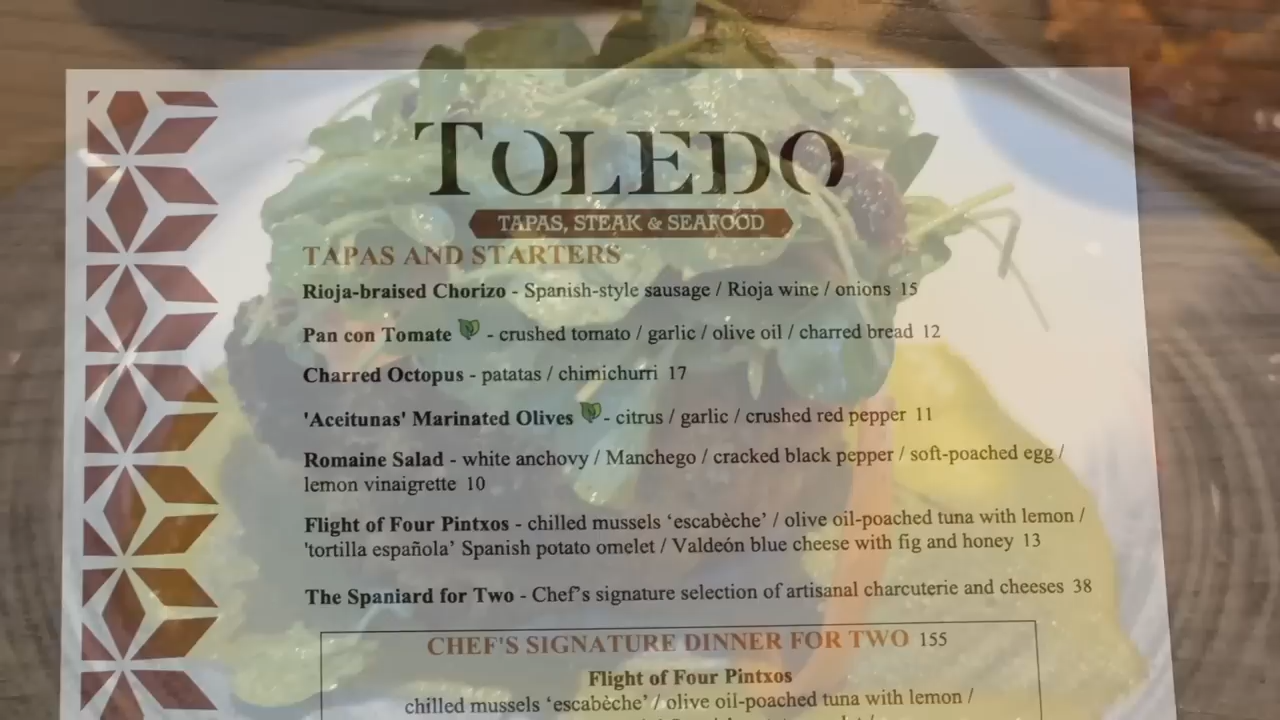 TOLEDO
TAPAS, STEAK & SEAFOOD
TAPAS AND STARTERS
Rioja-braised Chorizo - Spanish-style sausage / Rioja wine / onions 15
Pan con Tomate - crushed tomato / garlic / olive oil / charred bread 12
Charred Octopus - patatas / chimichurri 17
'Aceitunas' Marinated Olives - citrus / garlic / crushed red pepper 11
Romaine Salad - white anchovy / Manchego / cracked black pepper / soft-poached egg /
lemon vinaigrette 10
Flight of Four Pintxos - chilled mussels ‘escabèche’ / olive oil-poached tuna with lemon /
'tortilla española’ Spanish potato omelet / Valdeón blue cheese with fig and honey 13
The Spaniard for Two - Chef's signature selection of artisanal charcuterie and cheeses 38
CHEF'S SIGNATURE DINNER FOR TWO 155
Flight of Four Pintxos
chilled mussels ‘escabèche’ / olive oil-poached tuna with lemon /